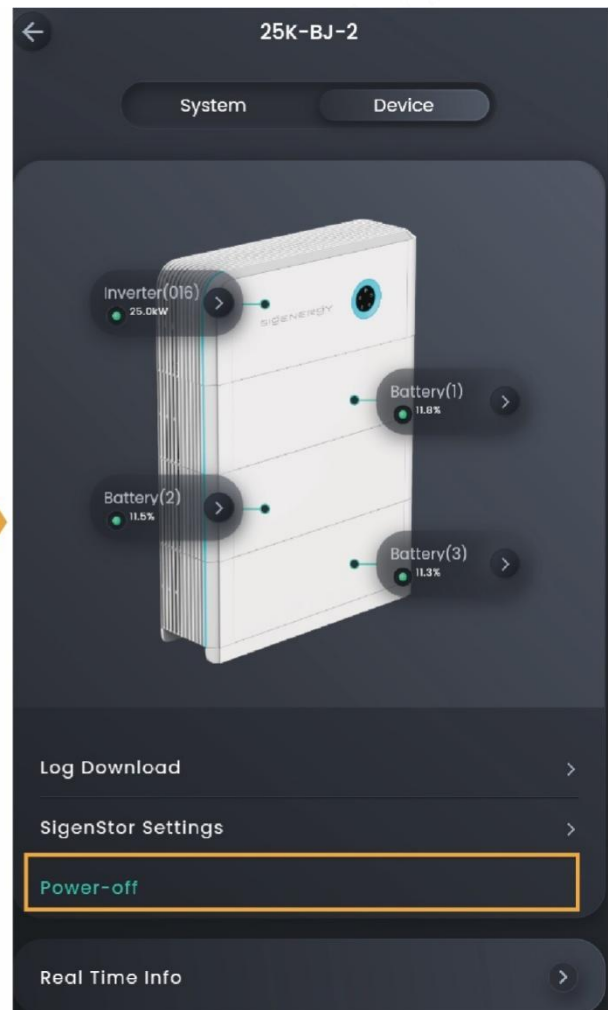 25K-BJ-2
System
Device
Inverter(016)
25.0kW
SIGENERGY
Battery(1)
11.8%
Battery(2)
11.5%
Battery(3)
11.3%
Log Download
SigenStor Settings
Power-off
Real Time Info